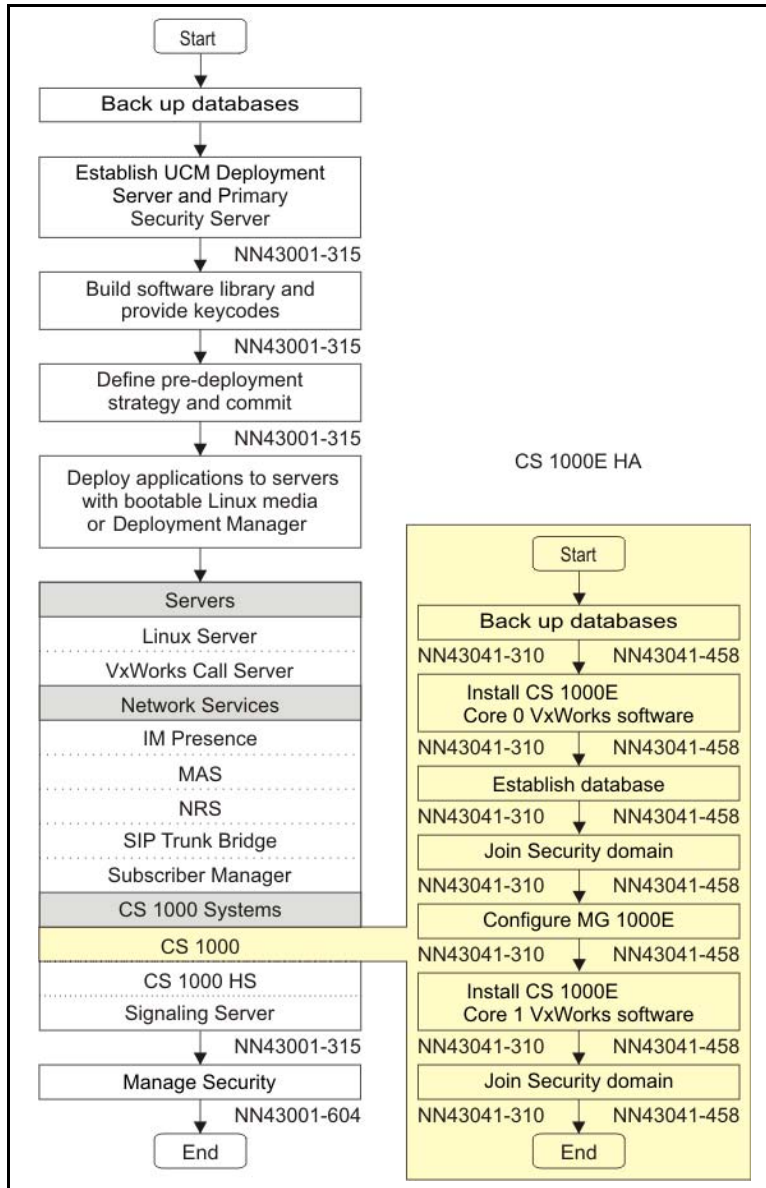 Start
Back up databases
Establish UCM Deployment
Server and Primary
Security Server
NN43001-315
Build software library and
provide keycodes
NN43001-315
Define pre-deployment
strategy and commit
NN43001-315
Deploy applications to servers
with bootable Linux media
or Deployment Manager
Servers
Linux Server
VxWorks Call Server
Network Services
IM Presence
MAS
NRS
SIP Trunk Bridge
Subscriber Manager
CS 1000 Systems
CS 1000
CS 1000 HS
Signaling Server
NN43001-315
Manage Security
NN43001-604
End
CS 1000E HA
Start
Back up databases
NN43041-310 NN43041-458
Install CS 1000E
Core 0 VxWorks software
NN43041-310 NN43041-458
Establish database
NN43041-310 NN43041-458
Join Security domain
NN43041-310 NN43041-458
Configure MG 1000E
NN43041-310 NN43041-458
Install CS 1000E
Core 1 VxWorks software
NN43041-310 NN43041-458
Join Security domain
NN43041-310 NN43041-458
End